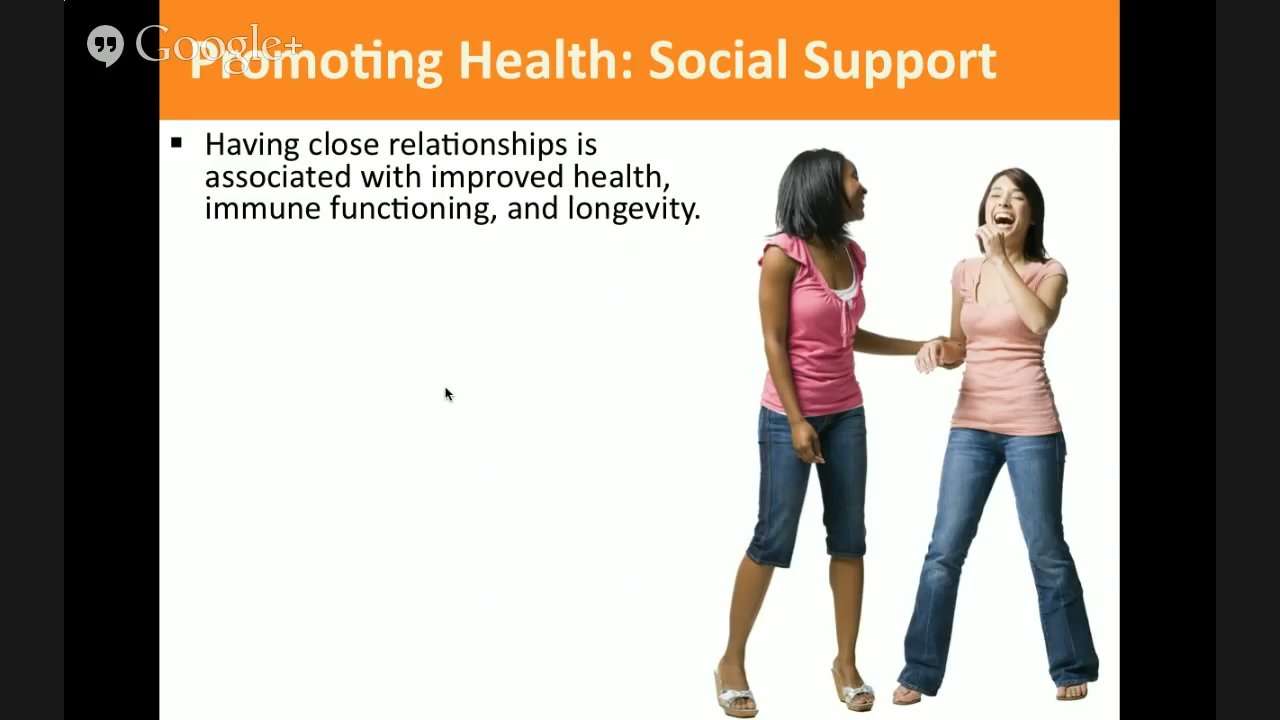 Google+
Promoting Health: Social Support
▪ Having close relationships is
associated with improved health,
immune functioning, and longevity.